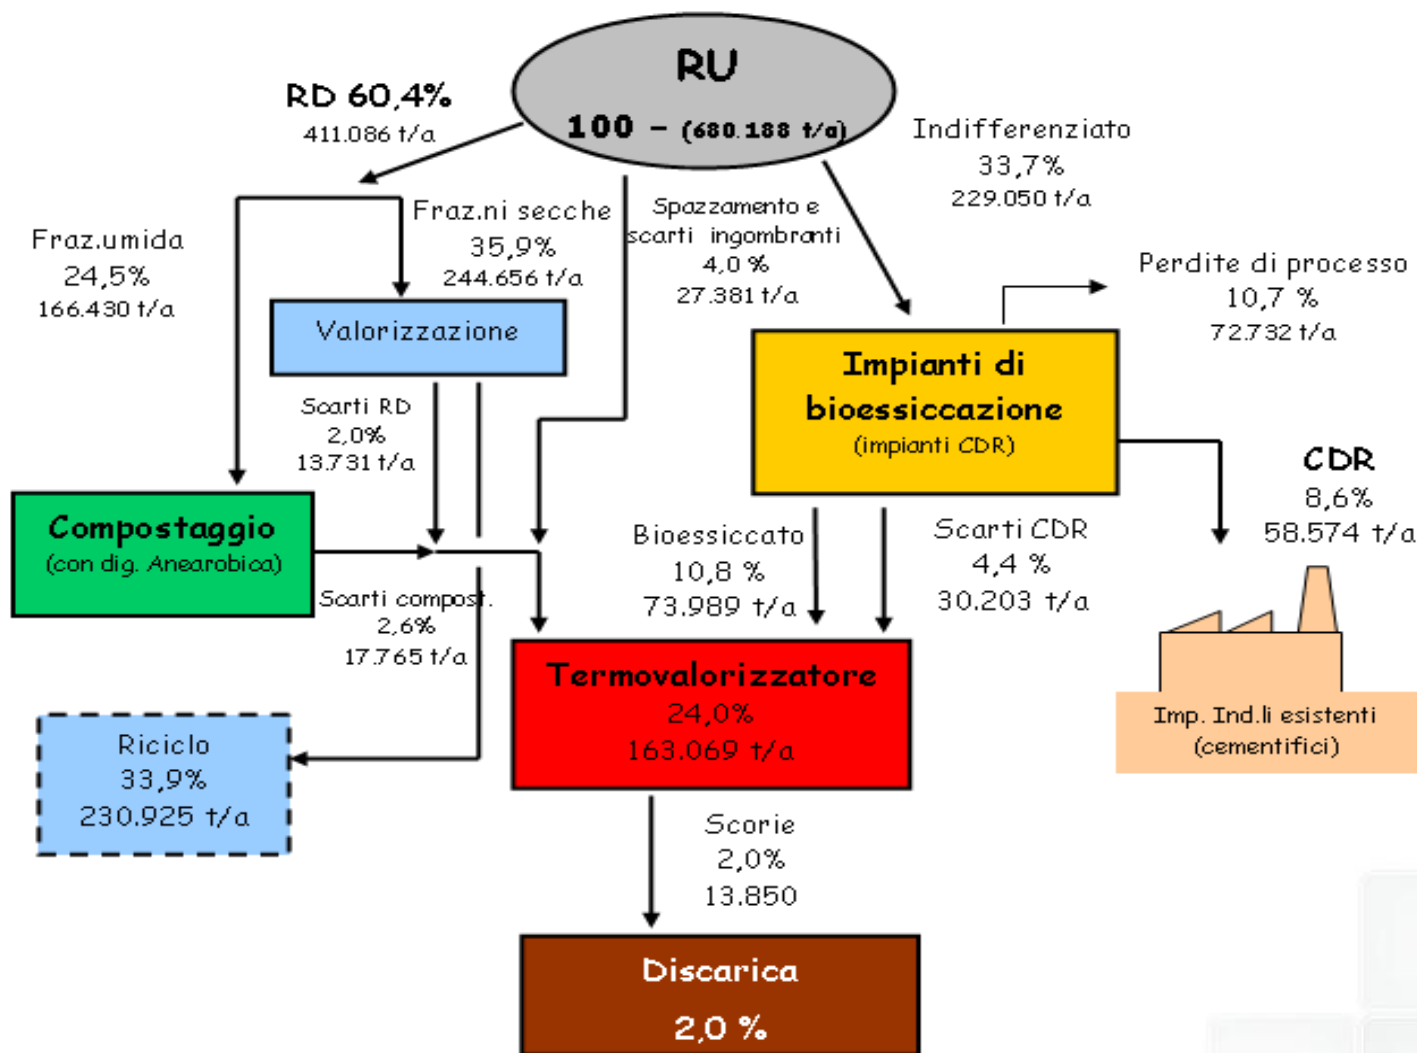 RU
100 - (680.188 t/a)
RD 60,4%
411.086 t/a
Indifferenziato
33,7%
229.050 t/a
Fraz.umida
24,5%
166.430 t/a
Fraz.ni secche
35,9%
244.656 t/a
Spazzamento e
scarti ingombranti
4,0 %
27.381 t/a
Perdite di processo
10,7 %
72.732 t/a
Valorizzazione
Impianti di
bioessiccazione
(impianti CDR)
Scarti RD
2,0%
13.731 t/a
CDR
8,6%
58.574 t/a
Compostaggio
(con dig. Anearobica)
Bioessiccato
10,8 %
73.989 t/a
Scarti CDR
4,4 %
30.203 t/a
Scarti compost.
2,6%
17.765 t/a
Termovalorizzatore
24,0%
163.069 t/a
Imp. Ind.li esistenti
(cementifici)
Riciclo
33,9%
230.925 t/a
Scorie
2,0%
13.850
Discarica
2,0 %